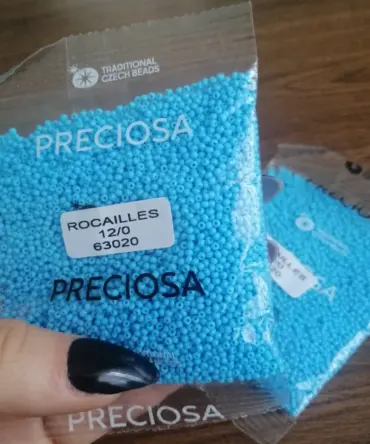 TRADITIONAL
CZECH BEADS
PRECIOSA
ROCAILLES
12/0
63020
PRECIOSA
PRECIOSA